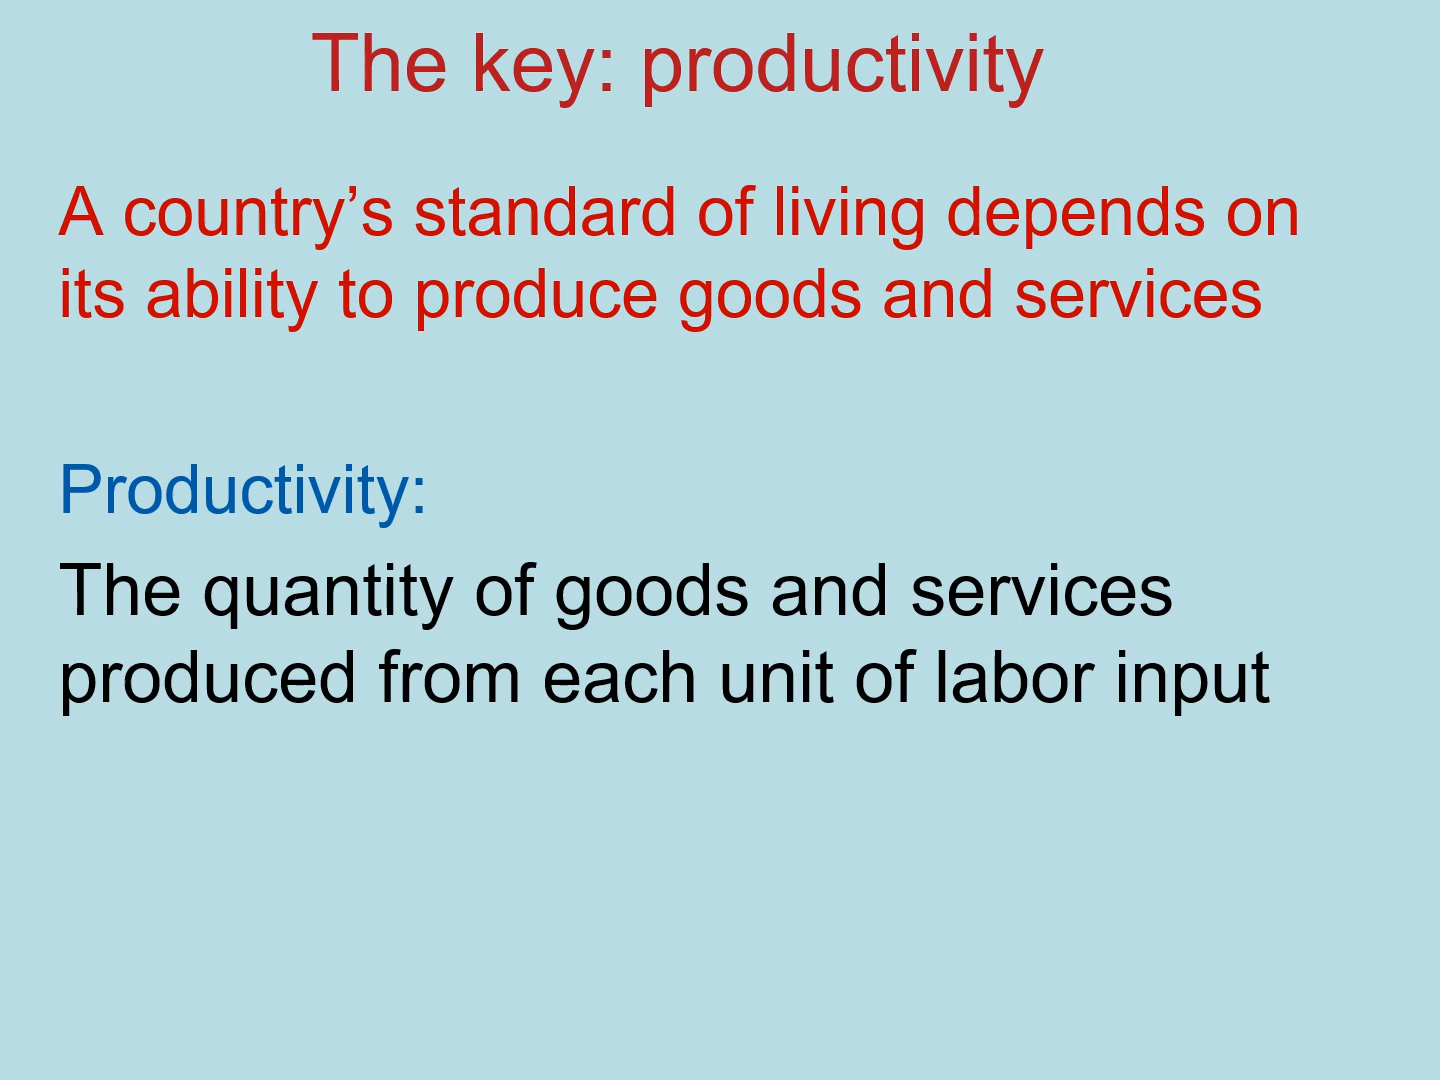 The key: productivity
A country’s standard of living depends on
its ability to produce goods and services
Productivity:
The quantity of goods and services
produced from each unit of labor input